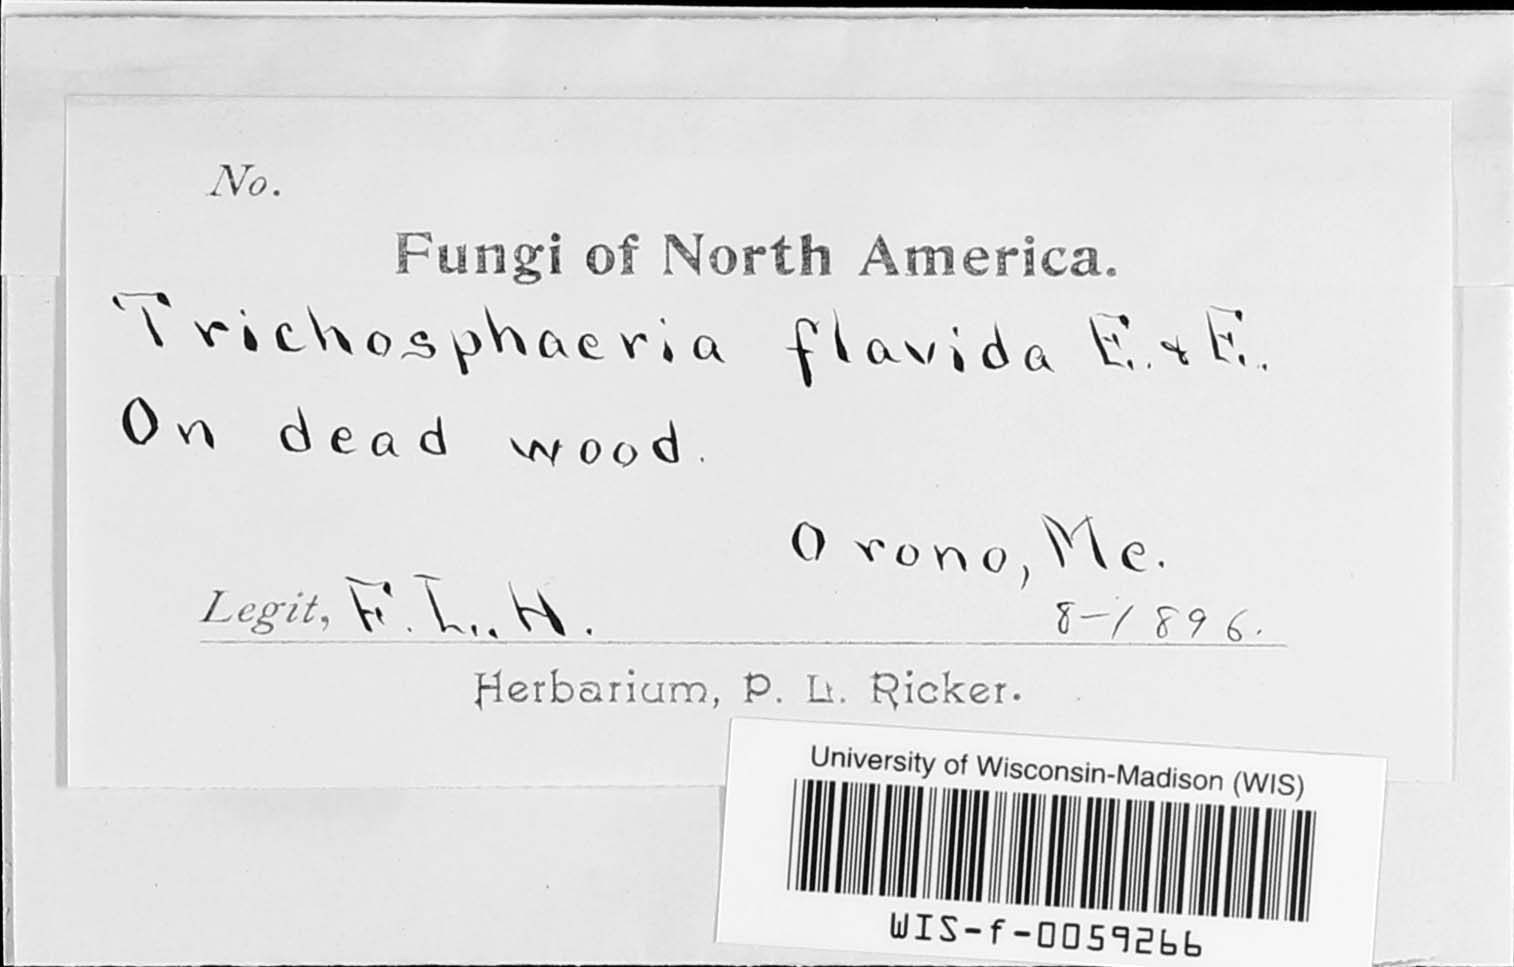 No.
Fungi of North America.
Trichosphaeria flavida E. & E.
On dead wood.
Orono, Me.
Legit, F. L. H. 8-1896.
Herbarium, P. L. Ricker.
University of Wisconsin-Madison (WIS)
WIS-f-0059266